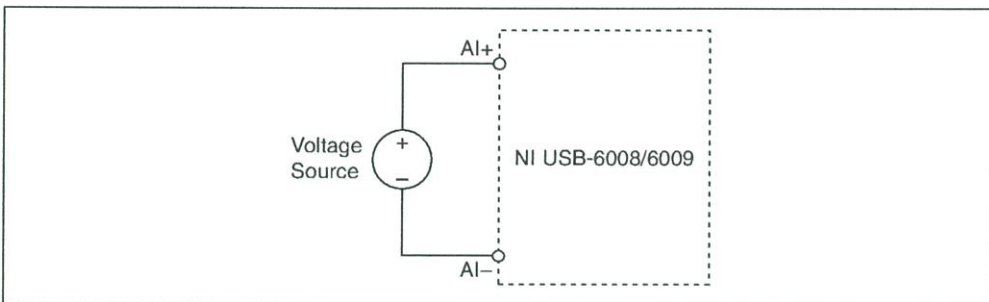 AI+
Voltage
Source
+
–
NI USB-6008/6009
AI–